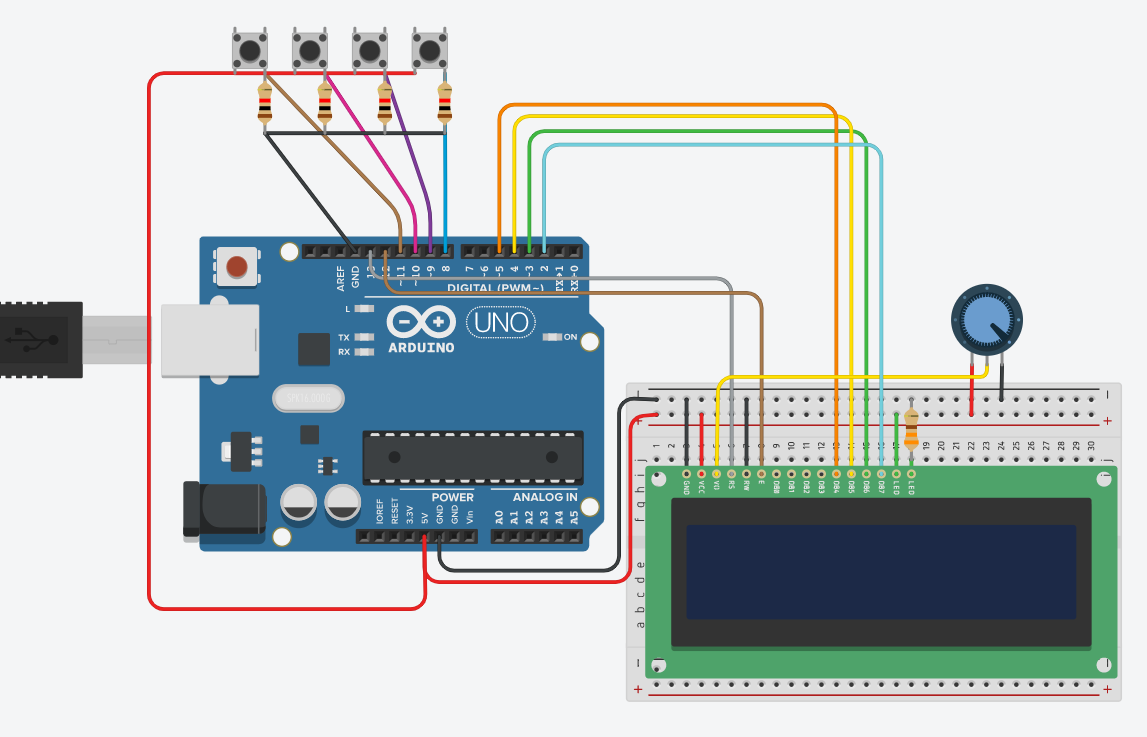 AREF
GND
13
12
~11
~10
~9
8
7
6
~5
4
~3
2
TX→1
RX←0
DIGITAL (PWM~)
L
TX
RX
ARDUINO
UNO
ON
POWER
ANALOG IN
IOREF
RESET
3.3V
5V
GND
GND
Vin
A0
A1
A2
A3
A4
A5
1 2 3 4 5 6 7 8 9 10 11 12 13 14 15 16 17 18 19 20 21 22 23 24 25 26 27 28 29 30
j
i
h
g
f
e
d
c
b
a
j
i
h
g
f
GND
VCC
V0
RS
RW
E
DB0
DB1
DB2
DB3
DB4
DB5
DB6
DB7
LED
LED